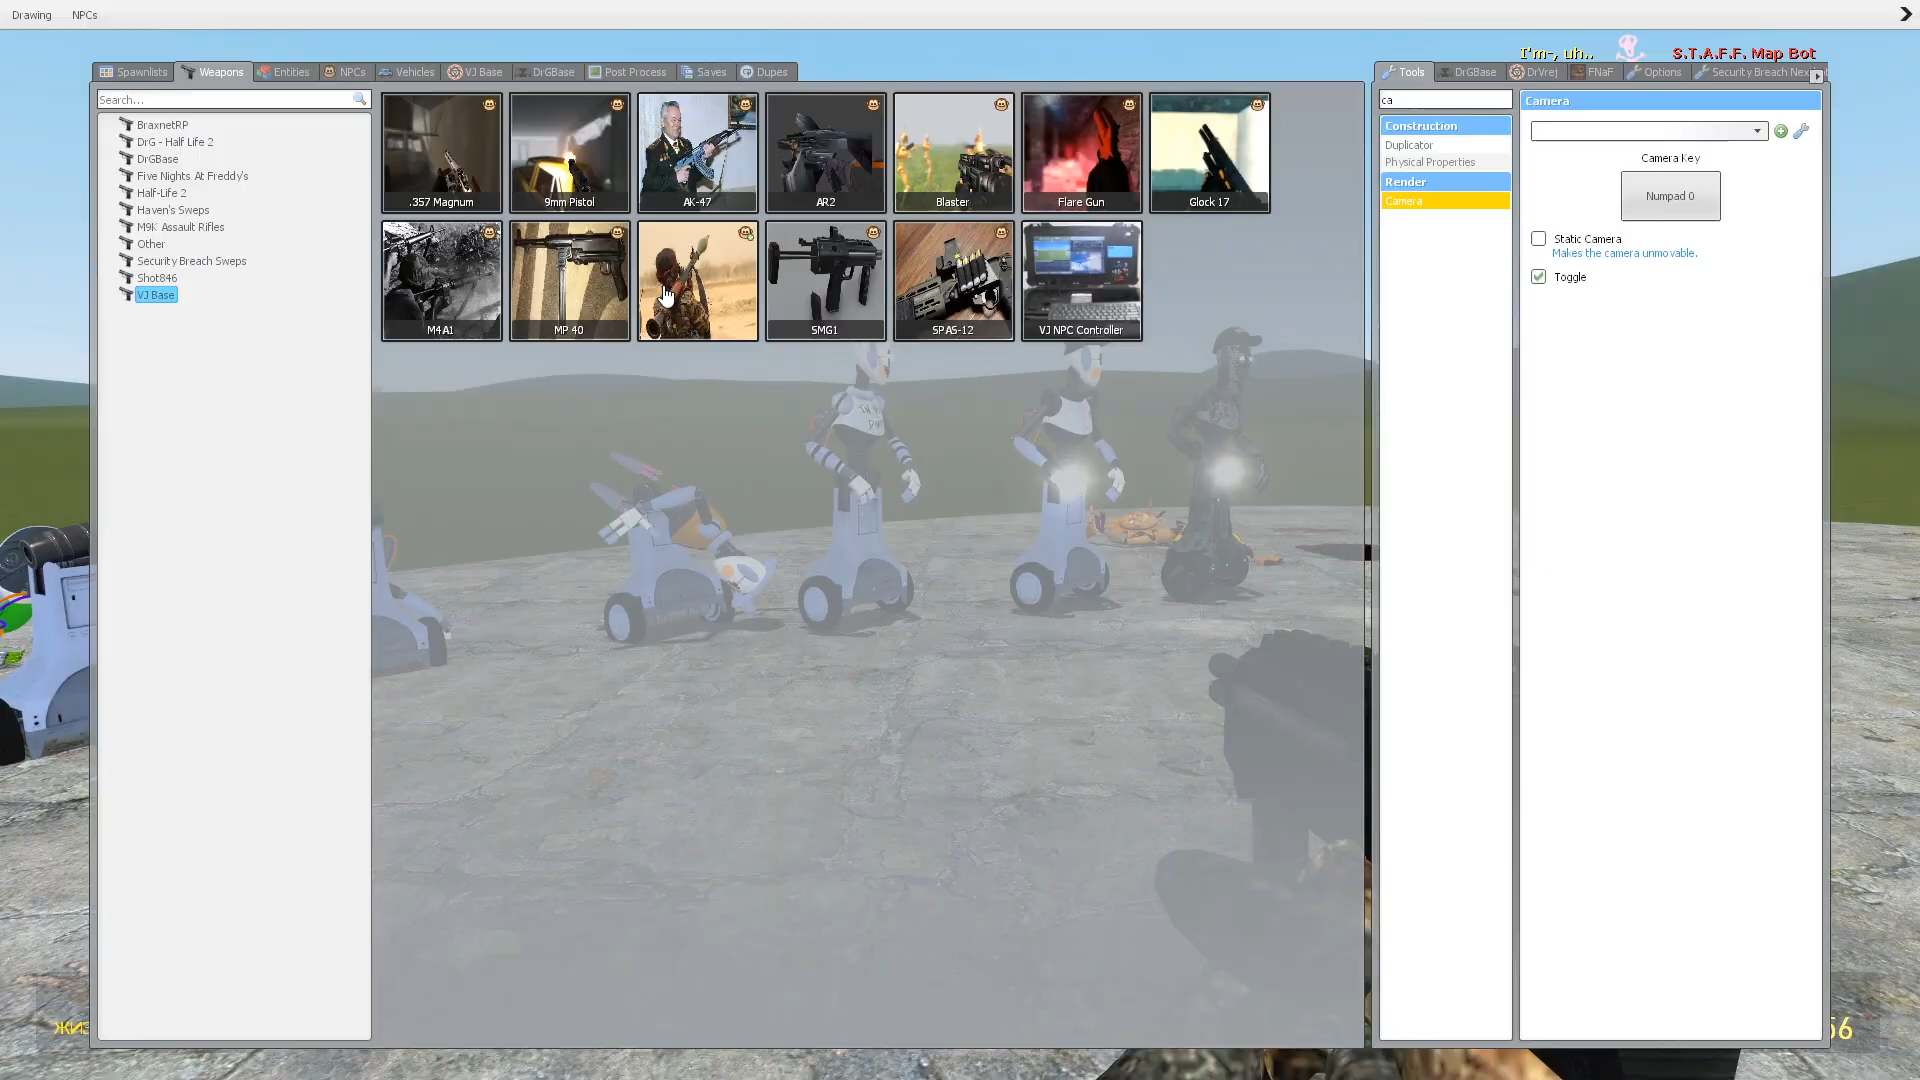 Drawing NPCs
I'm-, uh.. S.T.A.F.F. Map Bot
Spawnlists Weapons Entities NPCs Vehicles VJ Base DrGBase Post Process Saves Dupes
Tools DrGBase DrVrej FNaF Options Security Breach Nex
Search...
BraxnetRP
DrG - Half Life 2
DrGBase
Five Nights At Freddy's
Half-Life 2
Haven's Sweps
M9K Assault Rifles
Other
Security Breach Sweps
Shot846
VJ Base
.357 Magnum 9mm Pistol AK-47 AR2 Blaster Flare Gun Glock 17
M4A1 MP 40 SMG1 SPAS-12 VJ NPC Controller
ca
Construction
Duplicator
Physical Properties
Render
Camera
Camera
Camera Key
Numpad 0
Static Camera
Makes the camera unmovable.
Toggle